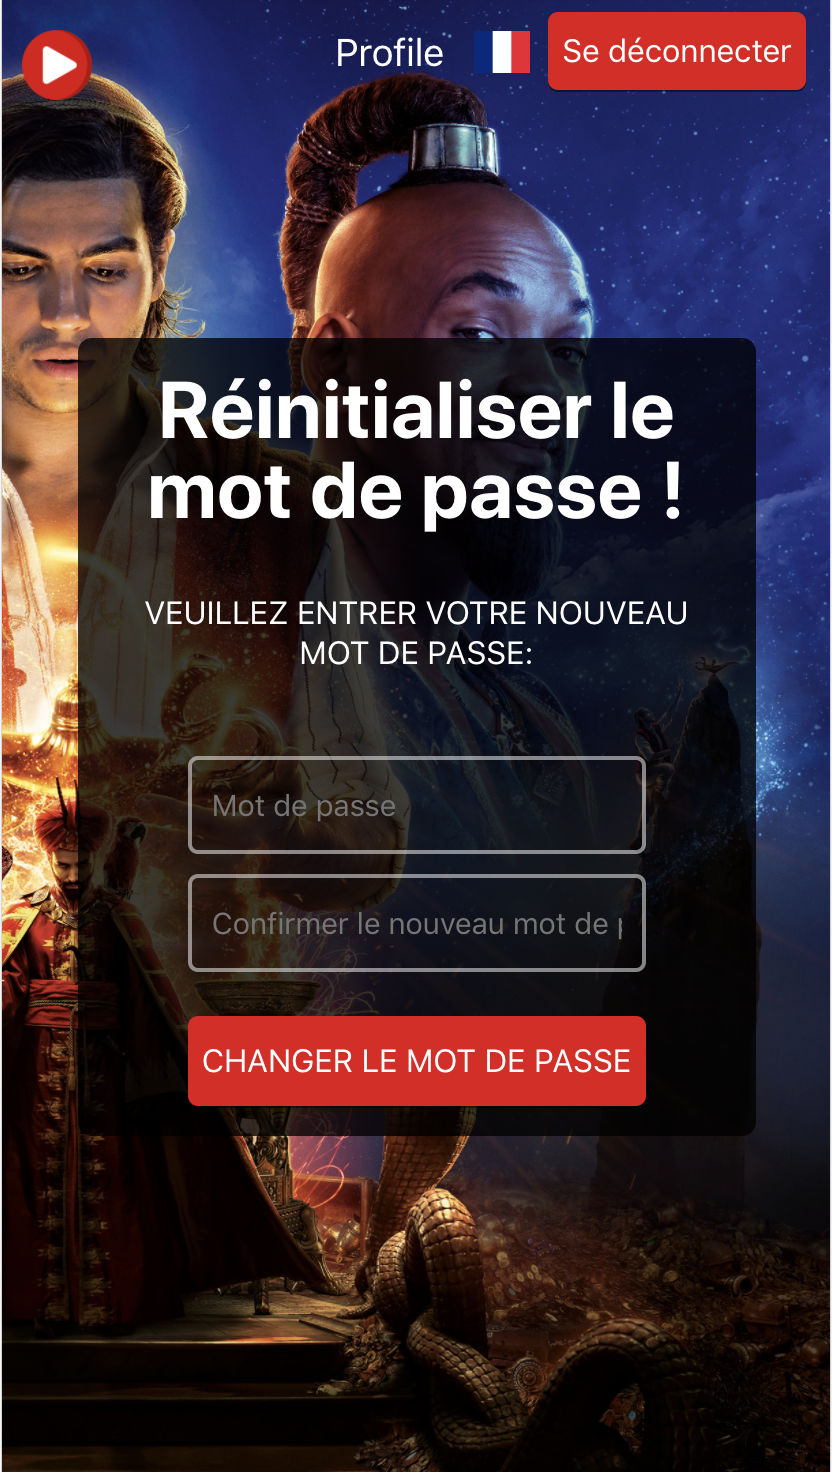 Profile
Se déconnecter
Réinitialiser le
mot de passe !
VEUILLEZ ENTRER VOTRE NOUVEAU
MOT DE PASSE:
Mot de passe
Confirmer le nouveau mot de
CHANGER LE MOT DE PASSE